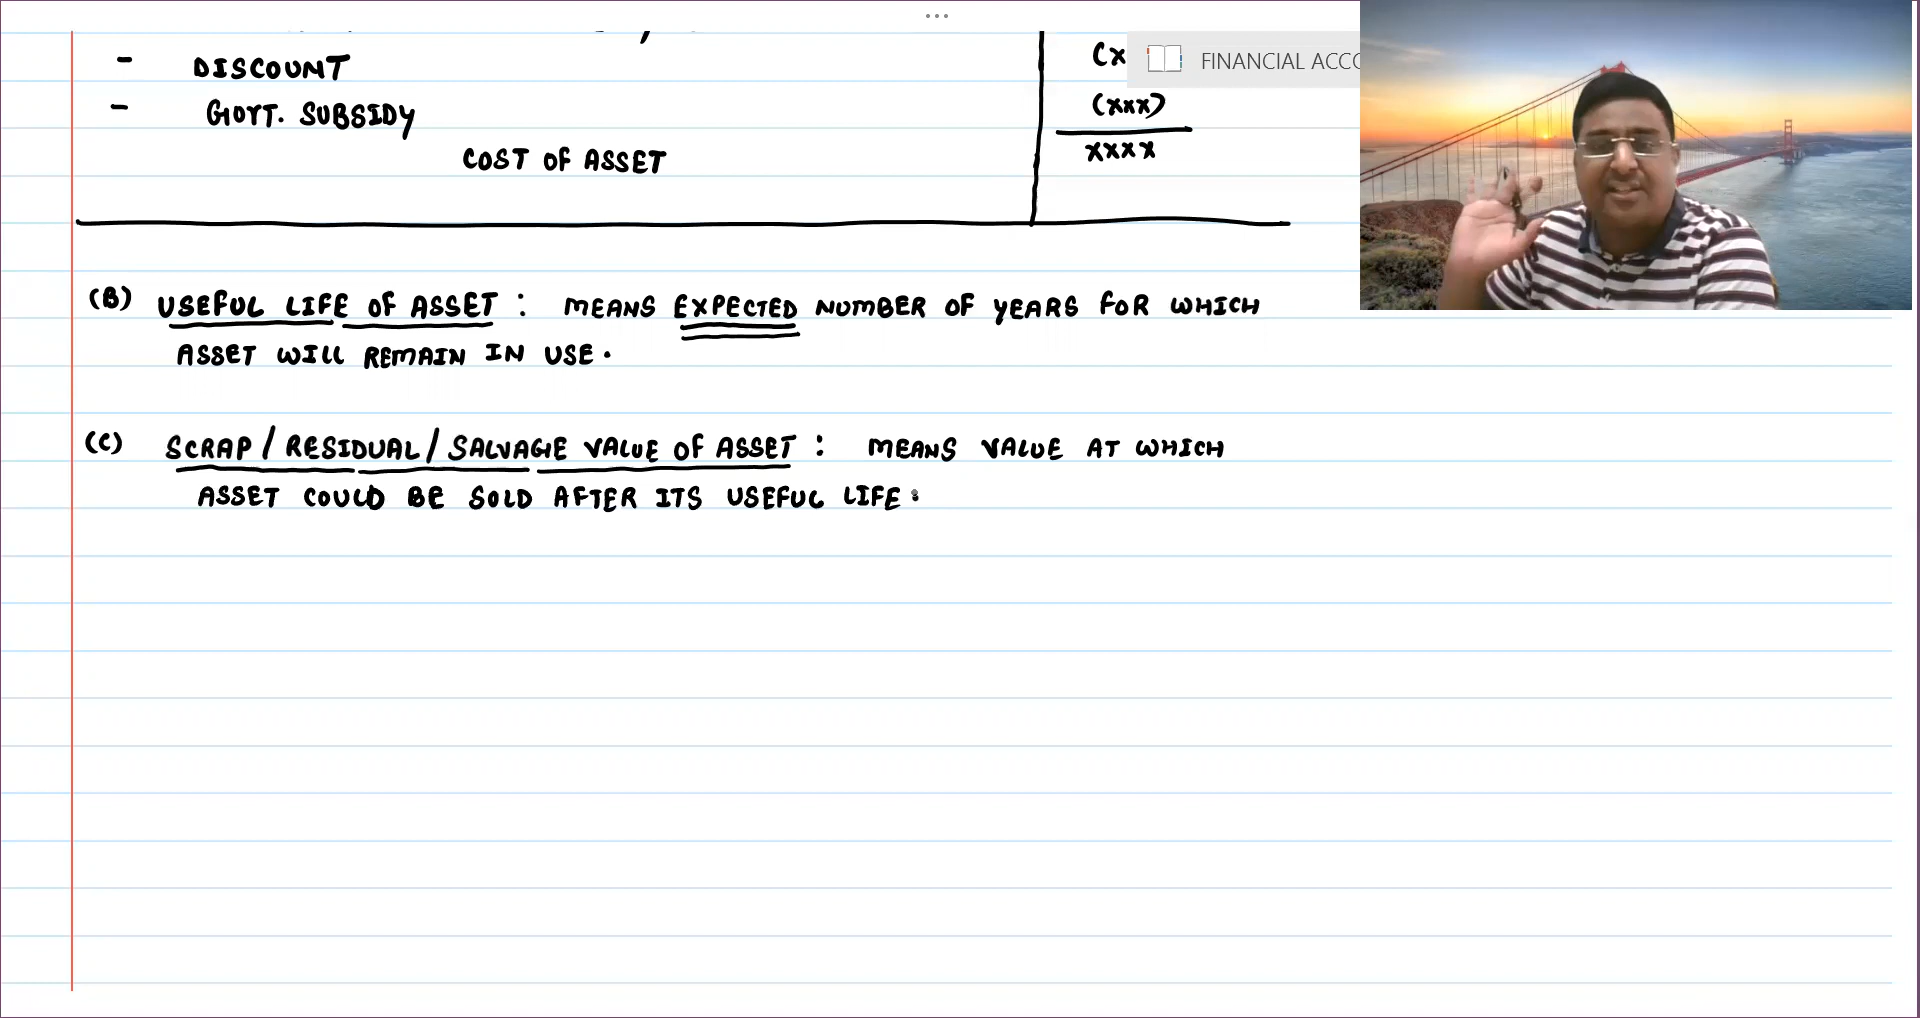 - DISCOUNT (x
FINANCIAL ACCO
- GOVT. SUBSIDY (xxx)
COST OF ASSET xxxx
(B) USEFUL LIFE OF ASSET : MEANS EXPECTED NUMBER OF YEARS FOR WHICH
ASSET WILL REMAIN IN USE.
(C) SCRAP / RESIDUAL / SALVAGE VALUE OF ASSET : MEANS VALUE AT WHICH
ASSET COULD BE SOLD AFTER ITS USEFUL LIFE.